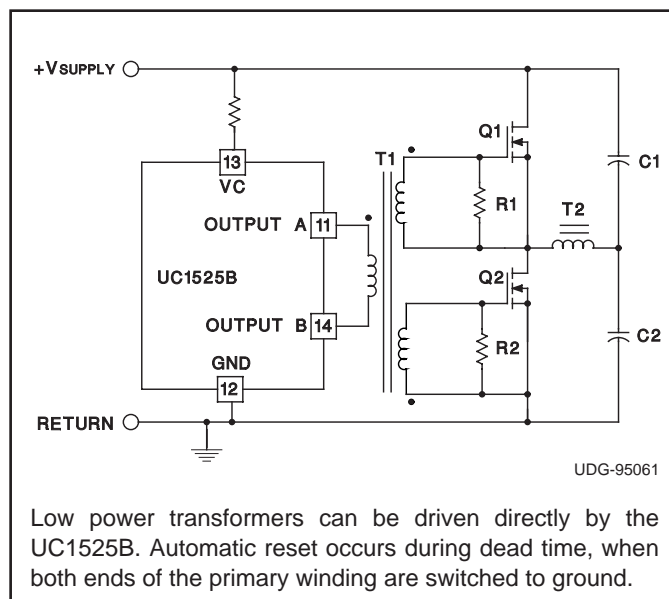 +VSUPPLY
Q1
C1
T1
13
VC
R1
T2
OUTPUT A 11
UC1525B
Q2
OUTPUT B 14
R2
C2
GND
12
RETURN
UDG-95061
Low power transformers can be driven directly by the
UC1525B. Automatic reset occurs during dead time, when
both ends of the primary winding are switched to ground.